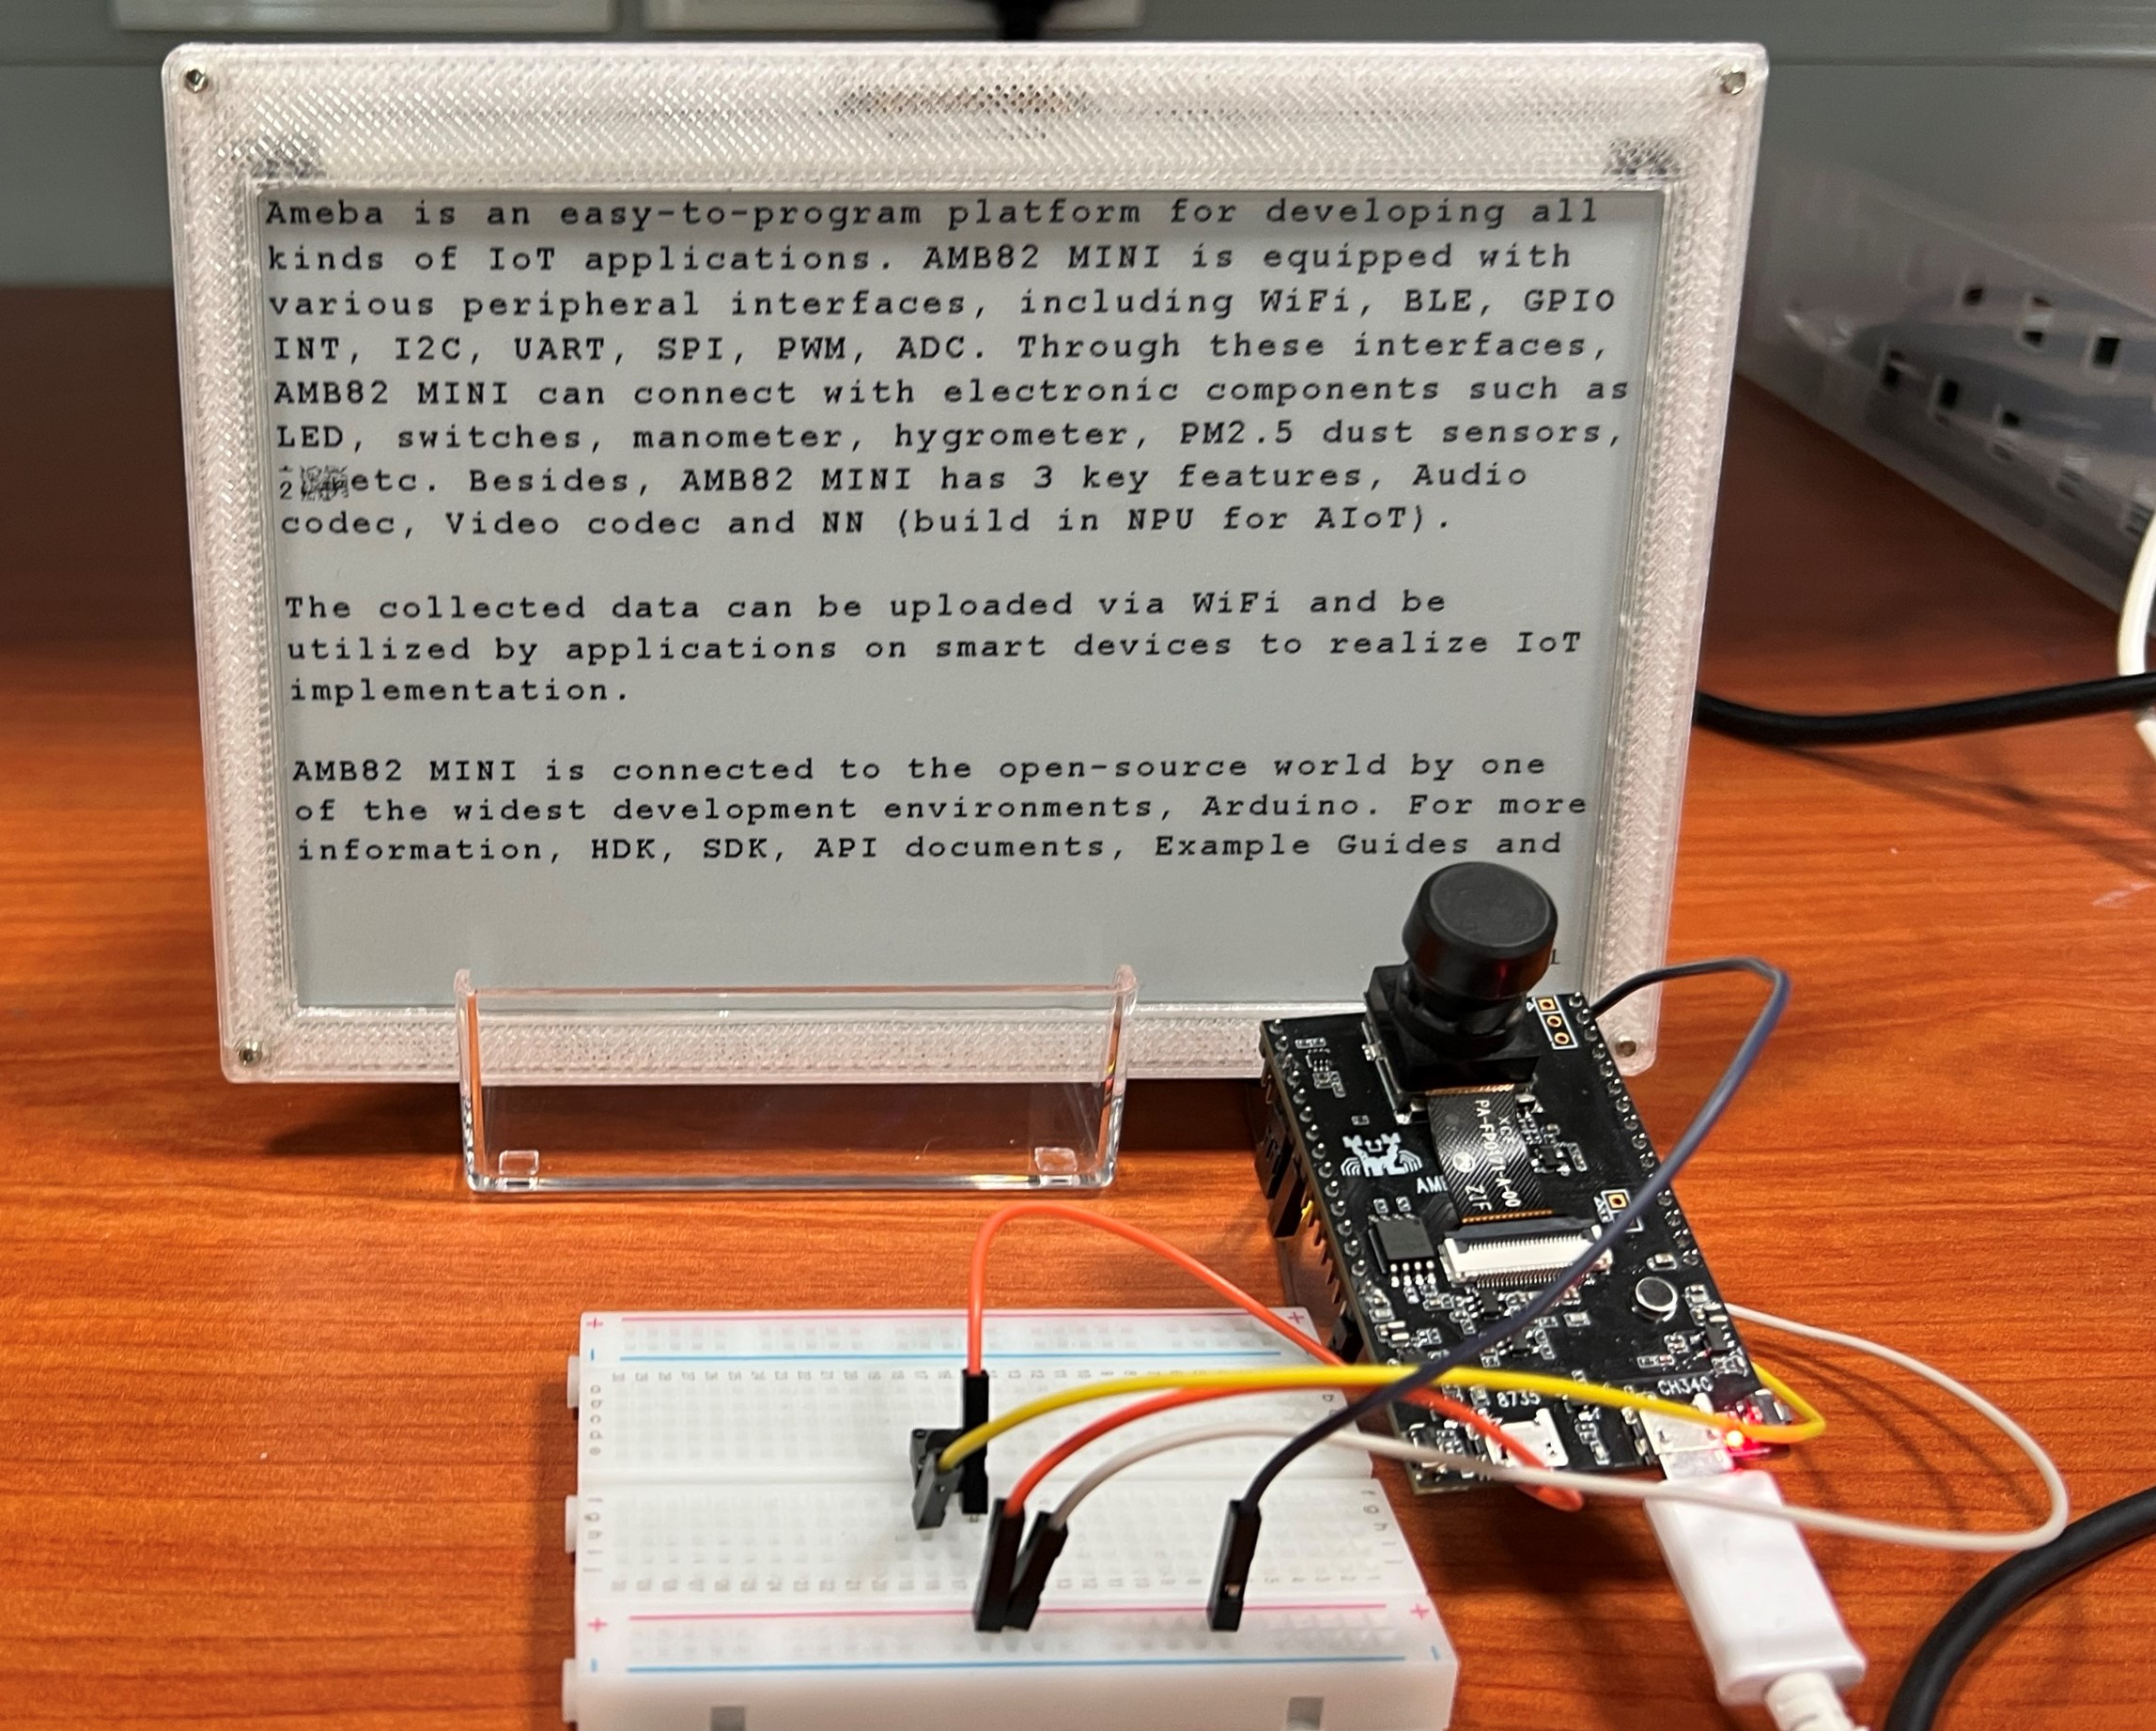 Ameba is an easy-to-program platform for developing all
kinds of IoT applications. AMB82 MINI is equipped with
various peripheral interfaces, including WiFi, BLE, GPIO
INT, I2C, UART, SPI, PWM, ADC. Through these interfaces,
AMB82 MINI can connect with electronic components such as
LED, switches, manometer, hygrometer, PM2.5 dust sensors,
etc. Besides, AMB82 MINI has 3 key features, Audio
codec, Video codec and NN (build in NPU for AIoT).
The collected data can be uploaded via WiFi and be
utilized by applications on smart devices to realize IoT
implementation.
AMB82 MINI is connected to the open-source world by one
of the widest development environments, Arduino. For more
information, HDK, SDK, API documents, Example Guides and
PA-FP0171-A-00
ZIF
8735